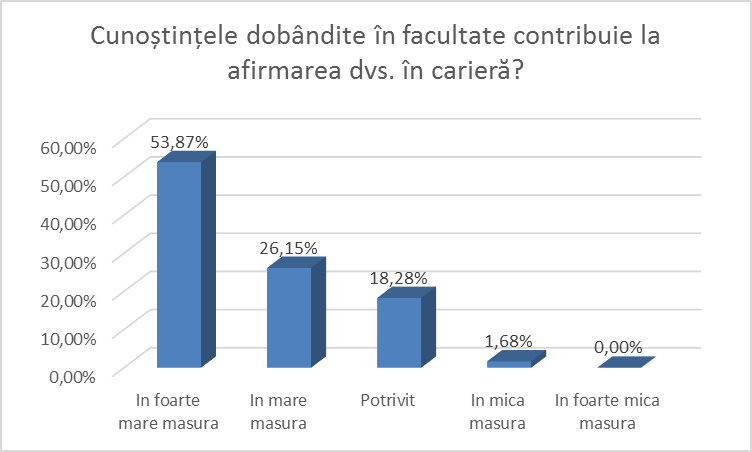 Cunoștințele dobândite în facultate contribuie la
afirmarea dvs. în carieră?
60,00%
50,00%
40,00%
30,00%
20,00%
10,00%
0,00%
53,87%
26,15%
18,28%
1,68%
0,00%
In foarte
mare masura
In mare
masura
Potrivit
In mica
masura
In foarte mica
masura